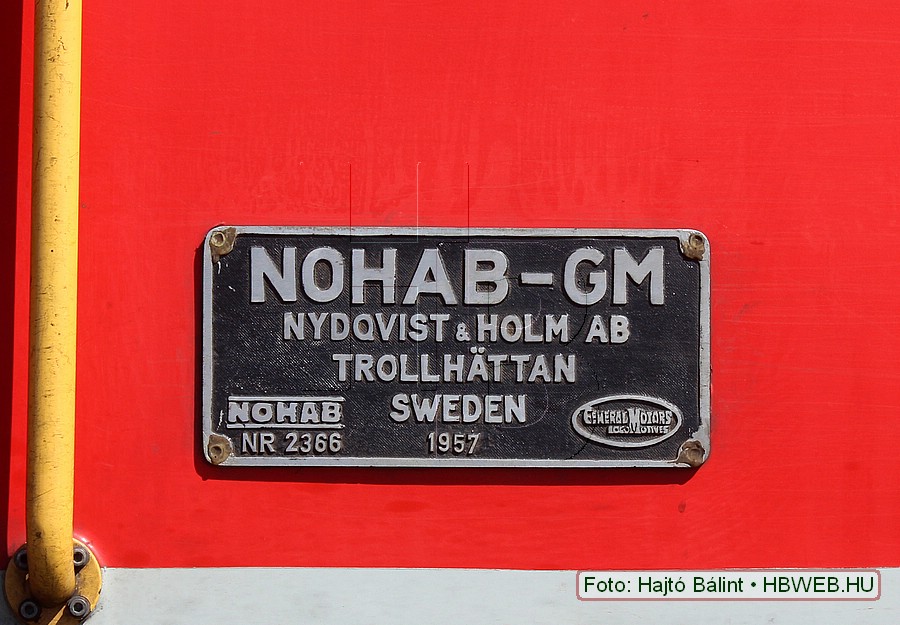 NOHAB-GM
NYDQVIST & HOLM AB
TROLLHÄTTAN
SWEDEN
NOHAB
GENERAL MOTORS
LOCOMOTIVES
NR 2366
1957
Foto: Hajtó Bálint • HBWEB.HU